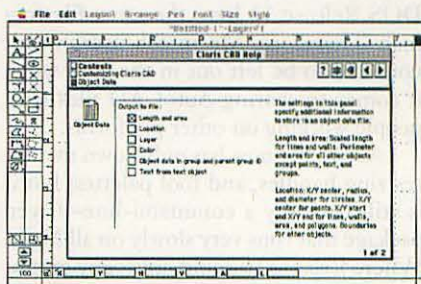 File Edit Layout Arrange Pen Font Size Style
"Untitled-1"-Layer-1
Claris CAD Help
Contents
Customizing Claris CAD
Object Data
Object Data
Output to file:
Length and area
Location
Layer
Color
Object data text from text object
The settings in this panel
specify additional information
to store in an object data file.
Length and area: Scaled length
for lines and walls. Perimeter
and area for all other objects
except points, text, and
groups.
Location: X/Y center, radius,
and diameter for circles. X/Y
center for points. X/Y start
and X/Y end for lines, walls,
arcs, and polygons. Boundaries
for other objects.
1 of 2
100
X
Y
W
H
A
L